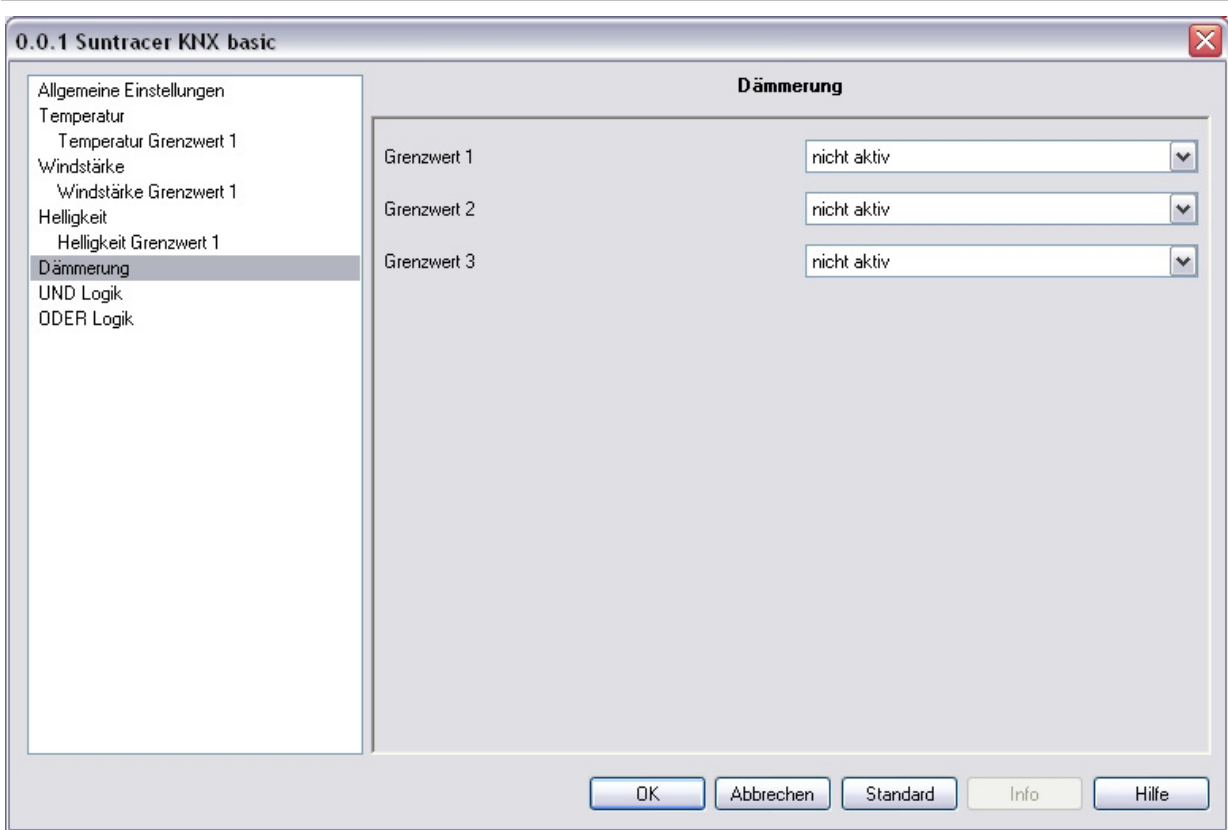 0.0.1 Suntracer KNX basic
Allgemeine Einstellungen
Temperatur
Temperatur Grenzwert 1
Windstärke
Windstärke Grenzwert 1
Helligkeit
Helligkeit Grenzwert 1
Dämmerung
UND Logik
ODER Logik
Dämmerung
Grenzwert 1 nicht aktiv
Grenzwert 2 nicht aktiv
Grenzwert 3 nicht aktiv
OK Abbrechen Standard Info Hilfe